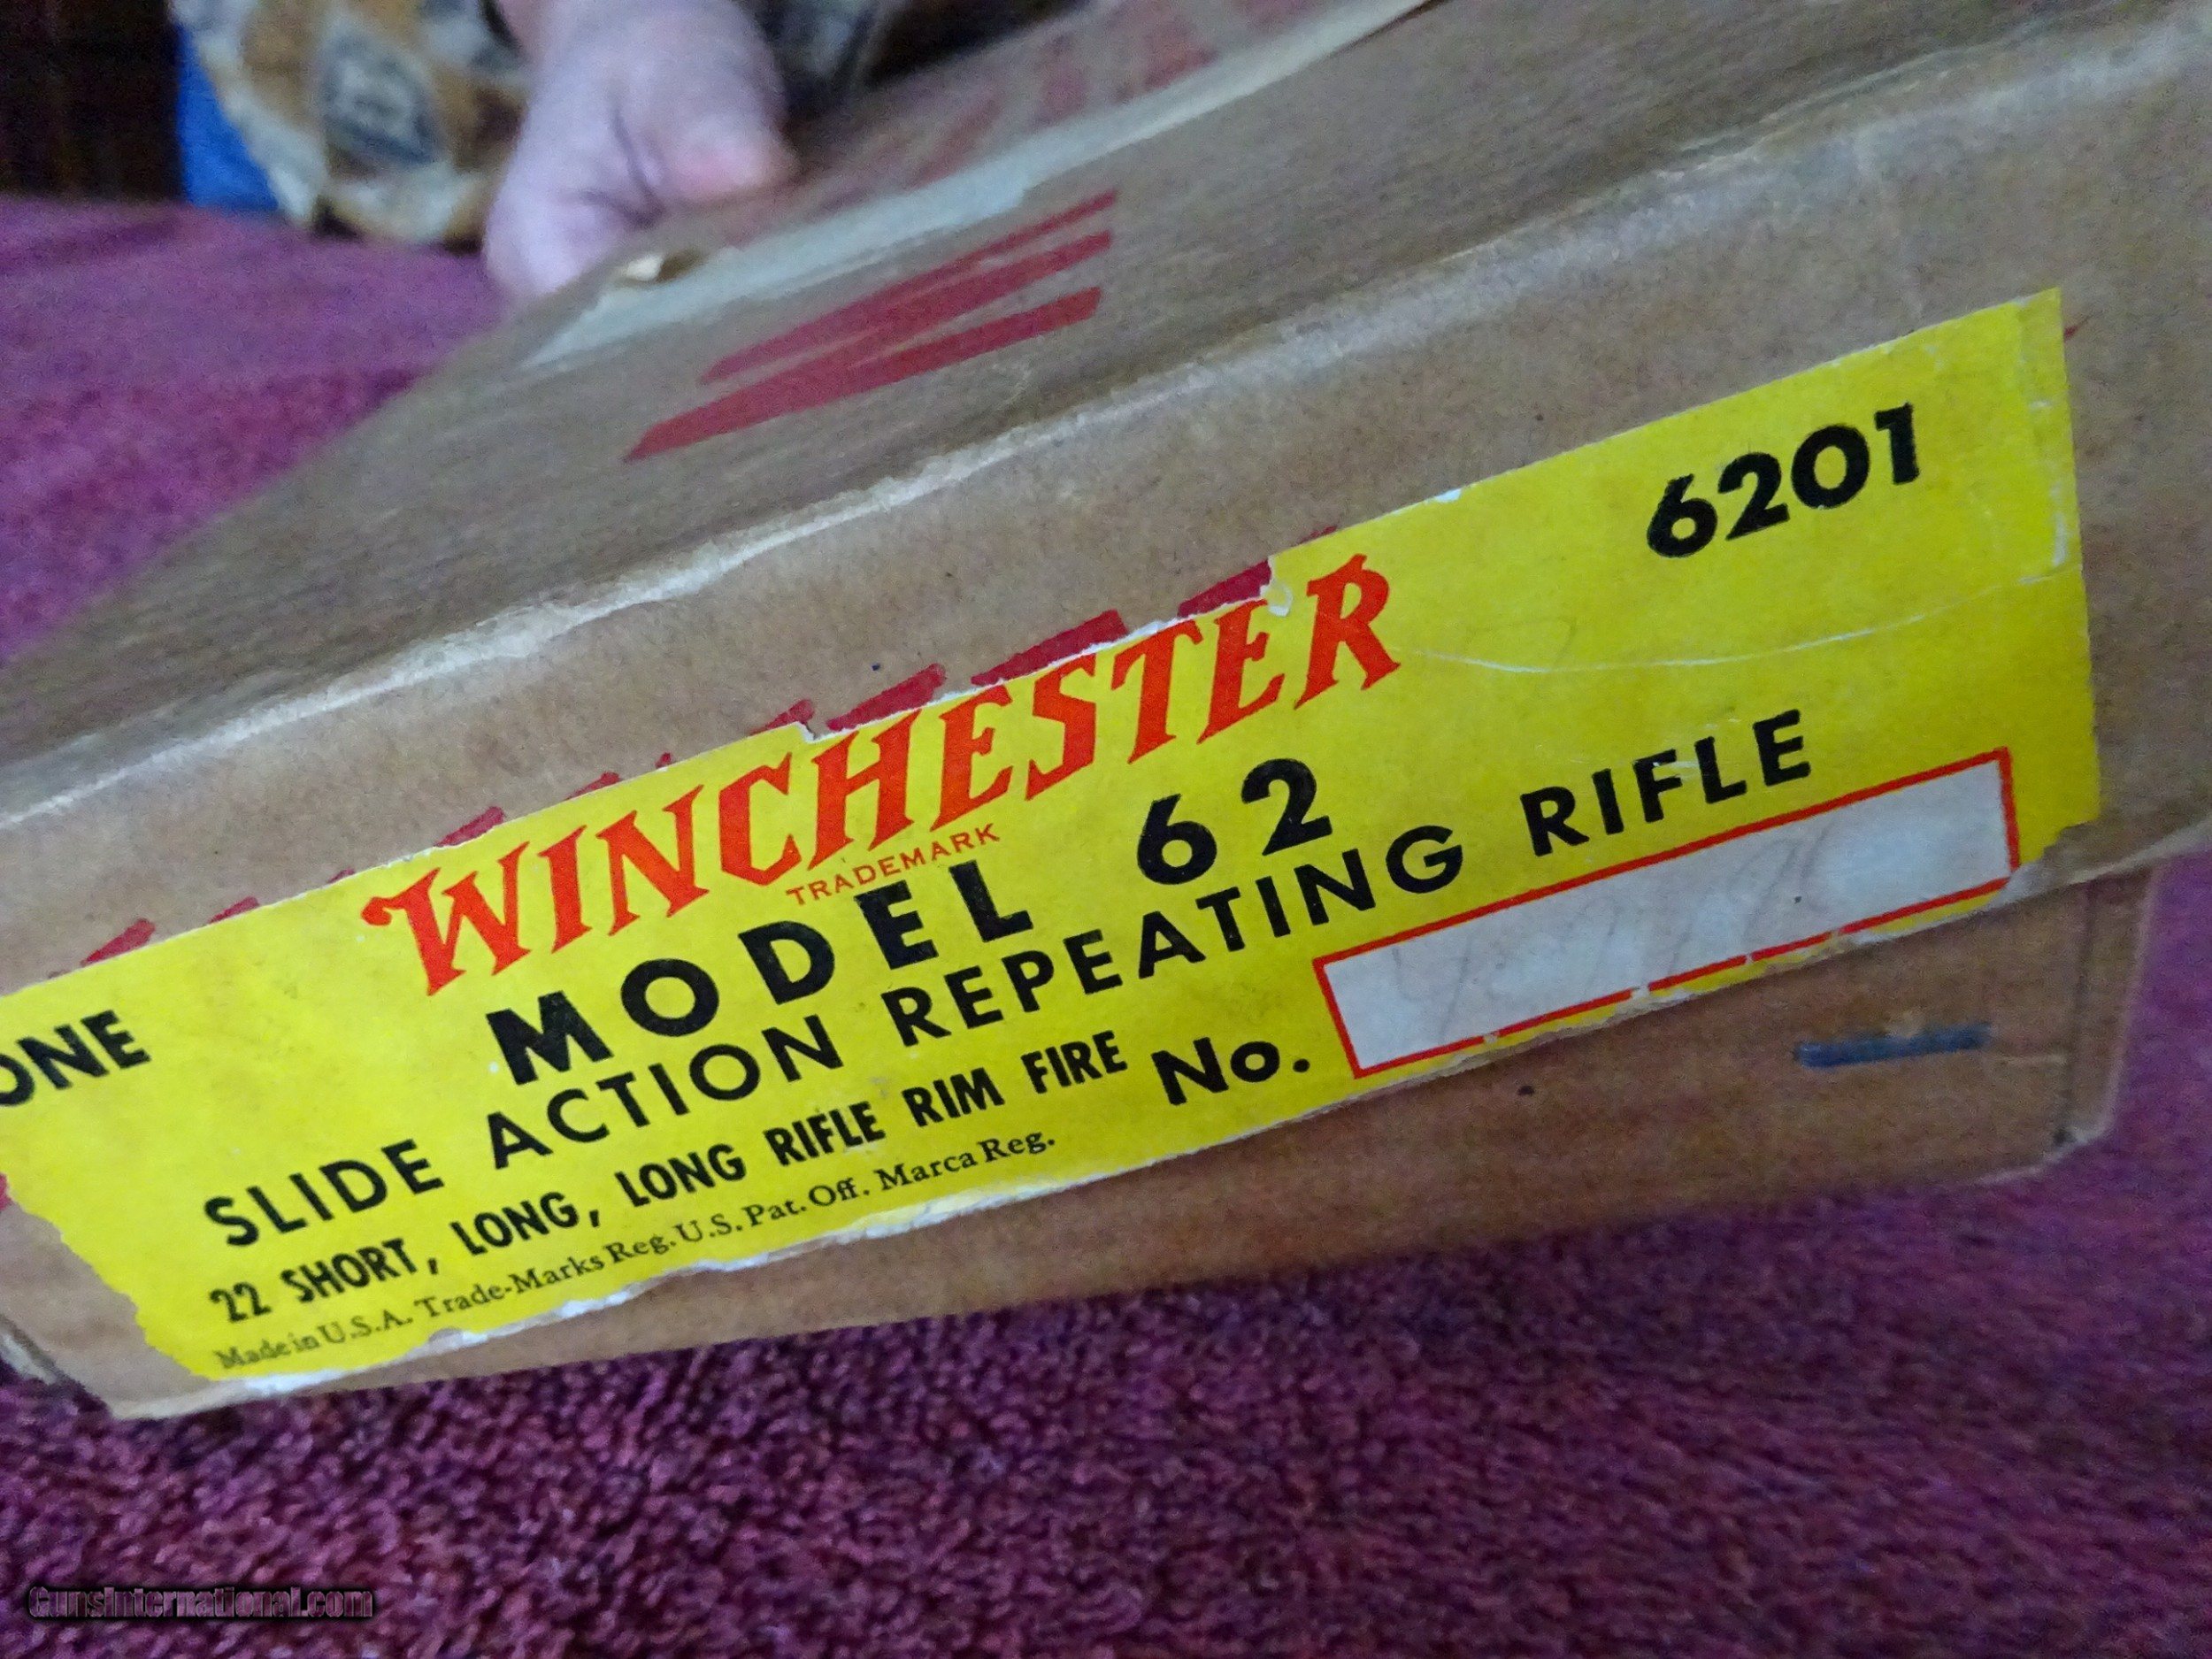 6201
WINCHESTER
TRADEMARK
ONE
MODEL 62
SLIDE ACTION REPEATING RIFLE
22 SHORT, LONG, LONG RIFLE RIM FIRE
No.
Made in U.S.A. Trade-Marks Reg. U.S. Pat. Off. Marca Reg.
GunsInternational.com